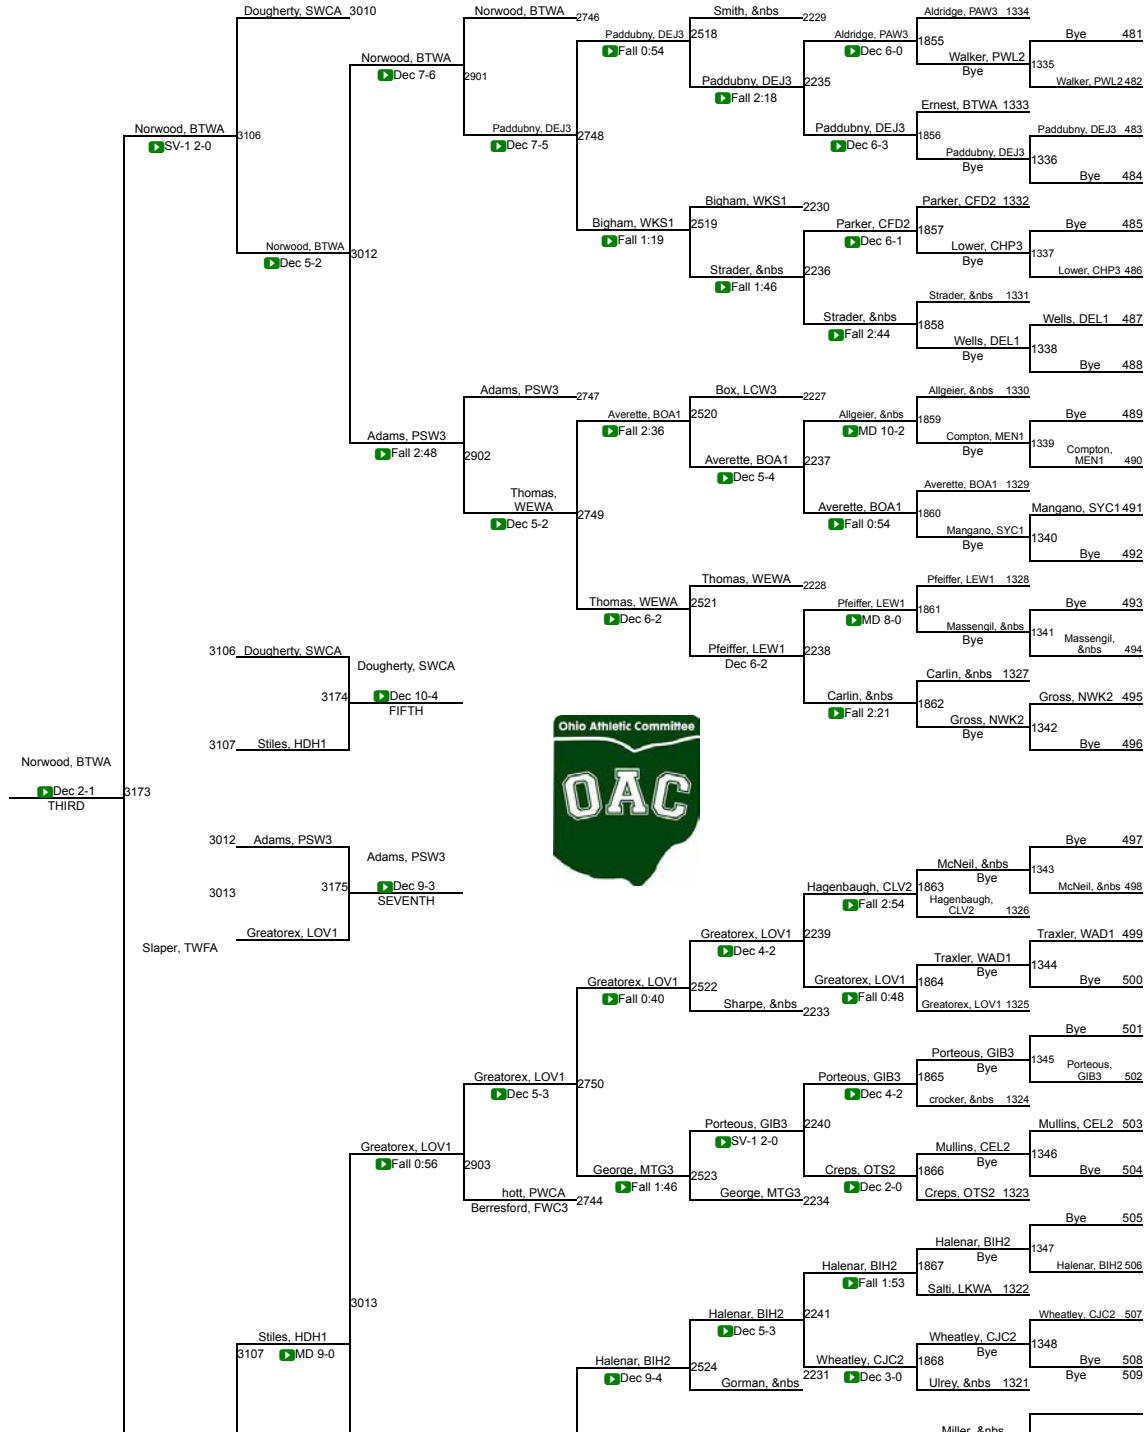 Dougherty, SWCA 3010
Norwood, BTWA
2746
Smith, &nbs
2229
Aldridge, PAW3 1334
Bye 481
Paddubny, DEJ3
Fall 0:54
2518
Aldridge, PAW3
Dec 6-0
1855
Walker, PWL2
Bye
1335
Norwood, BTWA
Dec 7-6
2901
Paddubny, DEJ3
Fall 2:18
2235
Walker, PWL2 482
Ernest, BTWA 1333
Norwood, BTWA
SV-1 2-0
3106
Paddubny, DEJ3
Dec 7-5
2748
Paddubny, DEJ3
Dec 6-3
1856
Paddubny, DEJ3 483
Paddubny, DEJ3
Bye
1336
Bye 484
Bigham, WKS1
2230
Parker, CFD2 1332
Bigham, WKS1
Fall 1:19
2519
Parker, CFD2
Dec 6-1
1857
Bye 485
Norwood, BTWA
Dec 5-2
3012
Lower, CHP3
Bye
1337
Strader, &nbs
Fall 1:46
2236
Lower, CHP3 486
Strader, &nbs 1331
Strader, &nbs
Fall 2:44
1858
Wells, DEL1 487
Wells, DEL1
Bye
1338
Bye 488
Adams, PSW3
2747
Box, LCW3
2227
Allgeier, &nbs 1330
Averette, BOA1
Fall 2:36
2520
Allgeier, &nbs
MD 10-2
1859
Bye 489
Adams, PSW3
Fall 2:48
2902
Compton, MEN1
Bye
1339
Compton,
MEN1 490
Averette, BOA1
Dec 5-4
2237
Averette, BOA1 1329
Thomas,
WEWA
Dec 5-2
2749
Averette, BOA1
Fall 0:54
1860
Mangano, SYC1 491
Mangano, SYC1
Bye
1340
Bye 492
Thomas, WEWA
2228
Pfeiffer, LEW1 1328
Thomas, WEWA
Dec 6-2
2521
Pfeiffer, LEW1
MD 8-0
1861
Bye 493
Massengil, &nbs
Bye
1341
Massengil,
&nbs 494
Pfeiffer, LEW1
Dec 6-2
2238
3106 Dougherty, SWCA
Dougherty, SWCA
Carlin, &nbs 1327
3174
Dec 10-4
FIFTH
Carlin, &nbs
Fall 2:21
1862
Gross, NWK2 495
Gross, NWK2
Bye
1342
3107 Stiles, HDH1
Bye 496
Ohio Athletic Committee
OAC
Norwood, BTWA
Dec 2-1
THIRD
3173
3012 Adams, PSW3
Adams, PSW3
3013
3175
Dec 9-3
SEVENTH
Slaper, TWFA
Greatorex, LOV1
Bye 497
McNeil, &nbs
Bye
1343
McNeil, &nbs 498
Hagenbaugh, CLV2
Fall 2:54
1863
Hagenbaugh,
CLV2 1326
Greatorex, LOV1
Dec 4-2
2239
Traxler, WAD1 499
Traxler, WAD1
Bye
1344
Bye 500
Greatorex, LOV1
Fall 0:40
2522
Greatorex, LOV1
Fall 0:48
1864
Greatorex, LOV1 1325
Sharpe, &nbs
2233
Bye 501
Porteous, GIB3
Bye
1345
Porteous,
GIB3 502
Greatorex, LOV1
Dec 5-3
2750
Porteous, GIB3
Dec 4-2
1865
crocker, &nbs 1324
Porteous, GIB3
SV-1 2-0
2240
Mullins, CEL2 503
Greatorex, LOV1
Fall 0:56
2903
Mullins, CEL2
Bye
1346
George, MTG3
Fall 1:46
2523
Creps, OTS2
Dec 2-0
1866
Bye 504
hott, PWCA
2744
Berresford, FWC3
George, MTG3
2234
Creps, OTS2 1323
Bye 505
Halenar, BIH2
Bye
1347
Halenar, BIH2
Fall 1:53
1867
Halenar, BIH2 506
Salti, LKWA 1322
3013
Halenar, BIH2
Dec 5-3
2241
Wheatley, CJC2 507
Stiles, HDH1
3107
MD 9-0
Wheatley, CJC2
Bye
1348
Halenar, BIH2
Dec 9-4
2524
Wheatley, CJC2
Dec 3-0
1868
Bye 508
Gorman, &nbs
2231
Ulrey, &nbs 1321
Bye 509
Miller, &nbs